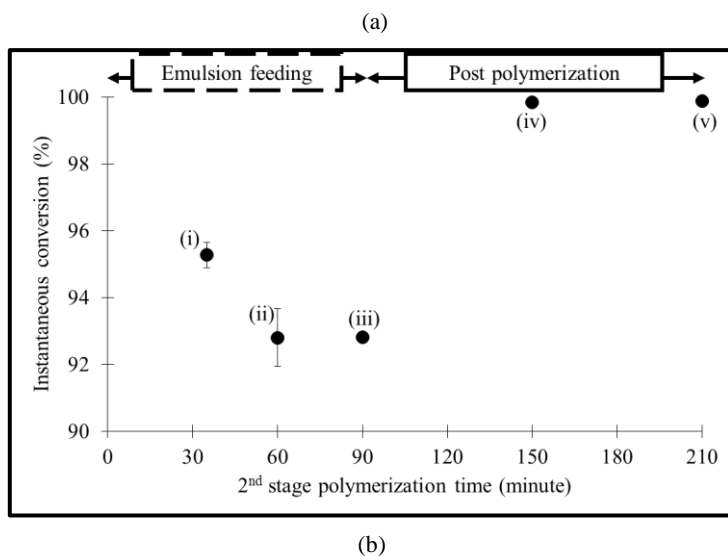 (a)
Emulsion feeding
Post polymerization
100
98
96
94
92
90
Instantaneous conversion (%)
(i)
(ii)
(iii)
(iv)
(v)
0 30 60 90 120 150 180 210
2nd stage polymerization time (minute)
(b)